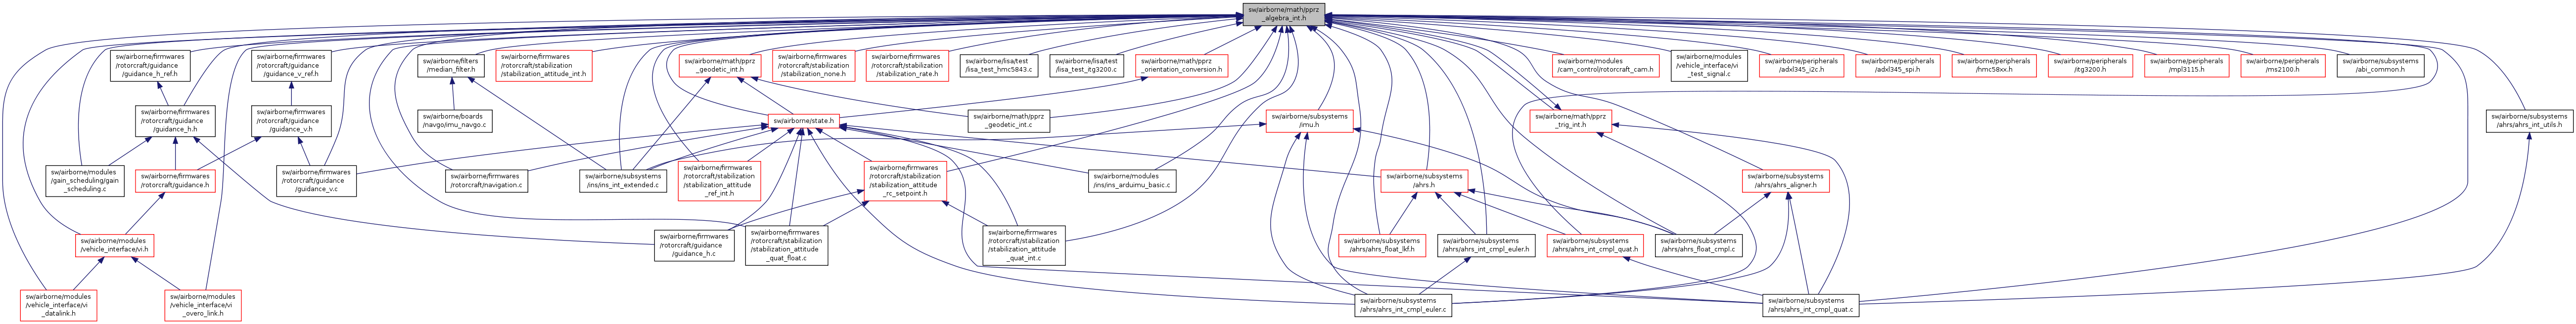 sw/airborne/math/pprz
_algebra_int.h
sw/airborne/firmwares
/rotorcraft/guidance
/guidance_h_ref.h
sw/airborne/firmwares
/rotorcraft/guidance
/guidance_v_ref.h
sw/airborne/filters
/median_filter.h
sw/airborne/firmwares
/rotorcraft/stabilization
/stabilization_attitude_int.h
sw/airborne/math/pprz
_geodetic_int.h
sw/airborne/firmwares
/rotorcraft/stabilization
/stabilization_none.h
sw/airborne/firmwares
/rotorcraft/stabilization
/stabilization_rate.h
sw/airborne/lisa/test
/lisa_test_hmc5843.c
sw/airborne/lisa/test
/lisa_test_itg3200.c
sw/airborne/math/pprz
_orientation_conversion.h
sw/airborne/modules
/cam_control/rotorcraft_cam.h
sw/airborne/modules
/vehicle_interface/vi
_test_signal.c
sw/airborne/peripherals
/adxl345_i2c.h
sw/airborne/peripherals
/adxl345_spi.h
sw/airborne/peripherals
/hmc58xx.h
sw/airborne/peripherals
/itg3200.h
sw/airborne/peripherals
/mpl3115.h
sw/airborne/peripherals
/ms2100.h
sw/airborne/subsystems
/abi_common.h
sw/airborne/firmwares
/rotorcraft/guidance
/guidance_h.h
sw/airborne/firmwares
/rotorcraft/guidance
/guidance_v.h
sw/airborne/boards
/navgo/imu_navgo.c
sw/airborne/state.h
sw/airborne/math/pprz
_geodetic_int.c
sw/airborne/subsystems
/imu.h
sw/airborne/math/pprz
_trig_int.h
sw/airborne/subsystems
/ahrs/ahrs_int_utils.h
sw/airborne/modules
/gain_scheduling/gain
_scheduling.c
sw/airborne/firmwares
/rotorcraft/guidance.h
sw/airborne/firmwares
/rotorcraft/guidance
/guidance_v.c
sw/airborne/firmwares
/rotorcraft/navigation.c
sw/airborne/subsystems
/ins/ins_int_extended.c
sw/airborne/firmwares
/rotorcraft/stabilization
/stabilization_attitude
_ref_int.h
sw/airborne/firmwares
/rotorcraft/stabilization
/stabilization_attitude
_rc_setpoint.h
sw/airborne/modules
/ins/ins_arduimu_basic.c
sw/airborne/subsystems
/ahrs.h
sw/airborne/subsystems
/ahrs/ahrs_aligner.h
sw/airborne/modules
/vehicle_interface/vi.h
sw/airborne/firmwares
/rotorcraft/guidance
/guidance_h.c
sw/airborne/firmwares
/rotorcraft/stabilization
/stabilization_attitude
_quat_float.c
sw/airborne/firmwares
/rotorcraft/stabilization
/stabilization_attitude
_quat_int.c
sw/airborne/subsystems
/ahrs/ahrs_float_lkf.h
sw/airborne/subsystems
/ahrs/ahrs_int_cmpl_euler.h
sw/airborne/subsystems
/ahrs/ahrs_int_cmpl_quat.h
sw/airborne/subsystems
/ahrs/ahrs_float_cmpl.c
sw/airborne/modules
/vehicle_interface/vi
_datalink.h
sw/airborne/modules
/vehicle_interface/vi
_overo_link.h
sw/airborne/subsystems
/ahrs/ahrs_int_cmpl_euler.c
sw/airborne/subsystems
/ahrs/ahrs_int_cmpl_quat.c